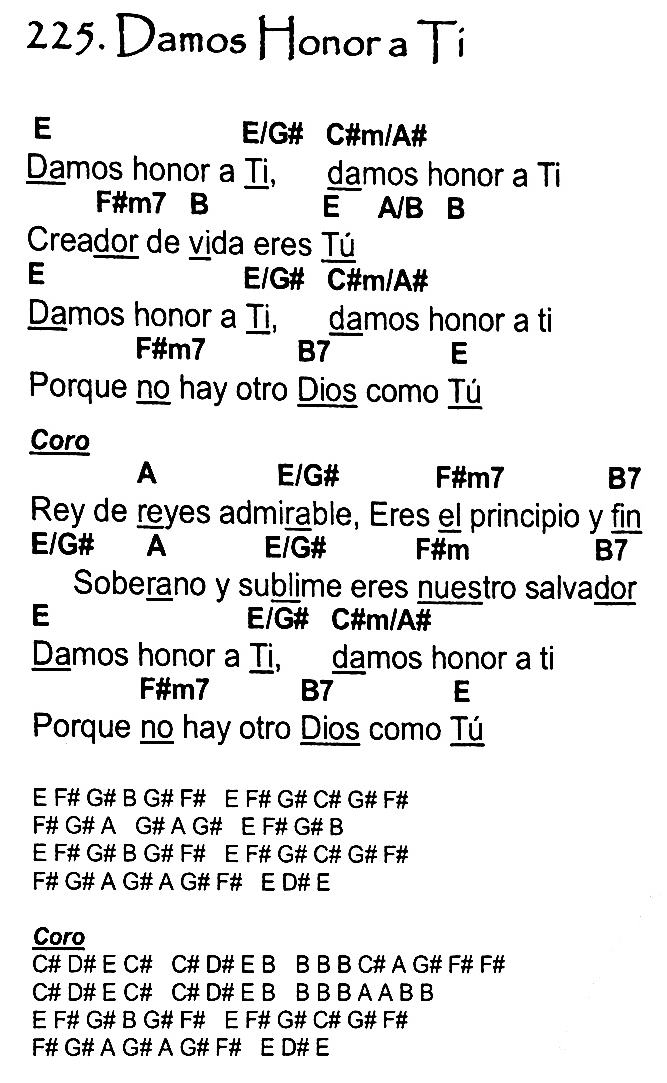 225. Damos Honor a Ti
E E/G# C#m/A#
Damos honor a Ti, damos honor a Ti
F#m7 B E A/B B
Creador de vida eres Tú
E E/G# C#m/A#
Damos honor a Ti, damos honor a ti
F#m7 B7 E
Porque no hay otro Dios como Tú
Coro
A E/G# F#m7 B7
Rey de reyes admirable, Eres el principio y fin
E/G# A E/G# F#m B7
Soberano y sublime eres nuestro salvador
E E/G# C#m/A#
Damos honor a Ti, damos honor a ti
F#m7 B7 E
Porque no hay otro Dios como Tú
E F# G# B G# F# E F# G# C# G# F#
F# G# A G# A G# E F# G# B
E F# G# B G# F# E F# G# C# G# F#
F# G# A G# A G# F# E D# E
Coro
C# D# E C# C# D# E B B B B C# A G# F# F#
C# D# E C# C# D# E B B B B A A B B
E F# G# B G# F# E F# G# C# G# F#
F# G# A G# A G# F# E D# E